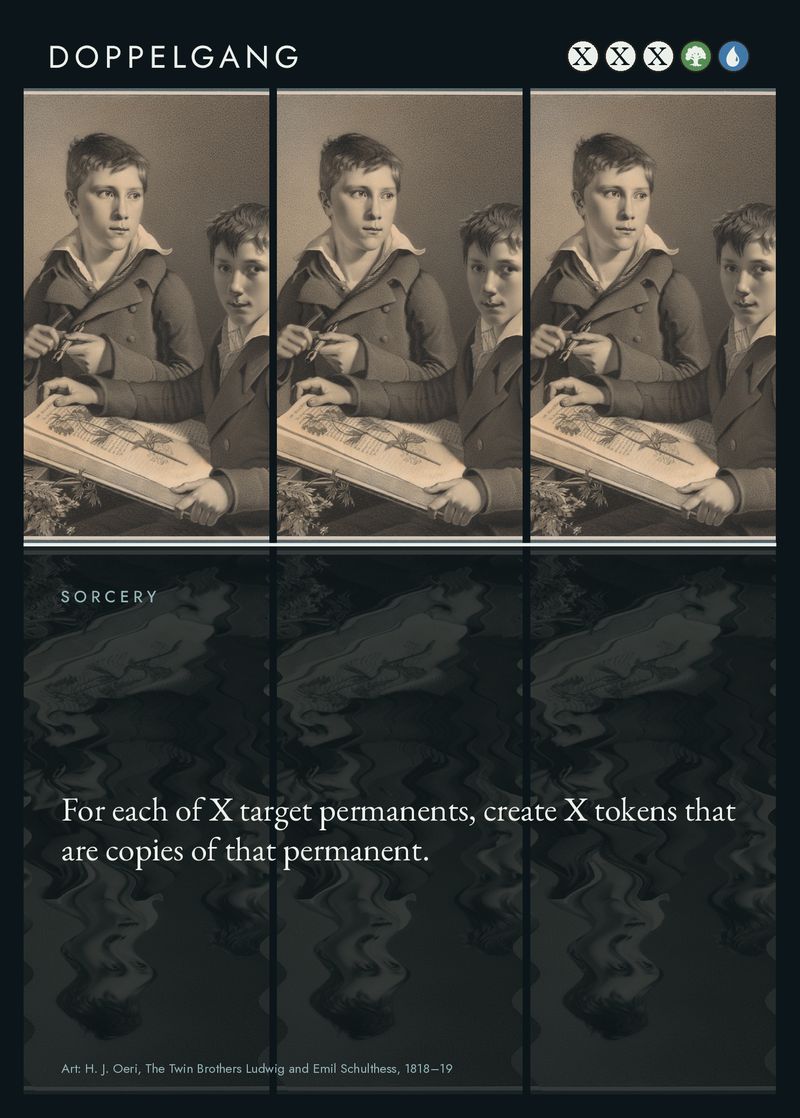 DOPPELGANG X X X
SORCERY
For each of X target permanents, create X tokens that
are copies of that permanent.
Art: H. J. Oeri, The Twin Brothers Ludwig and Emil Schulthess, 1818–19